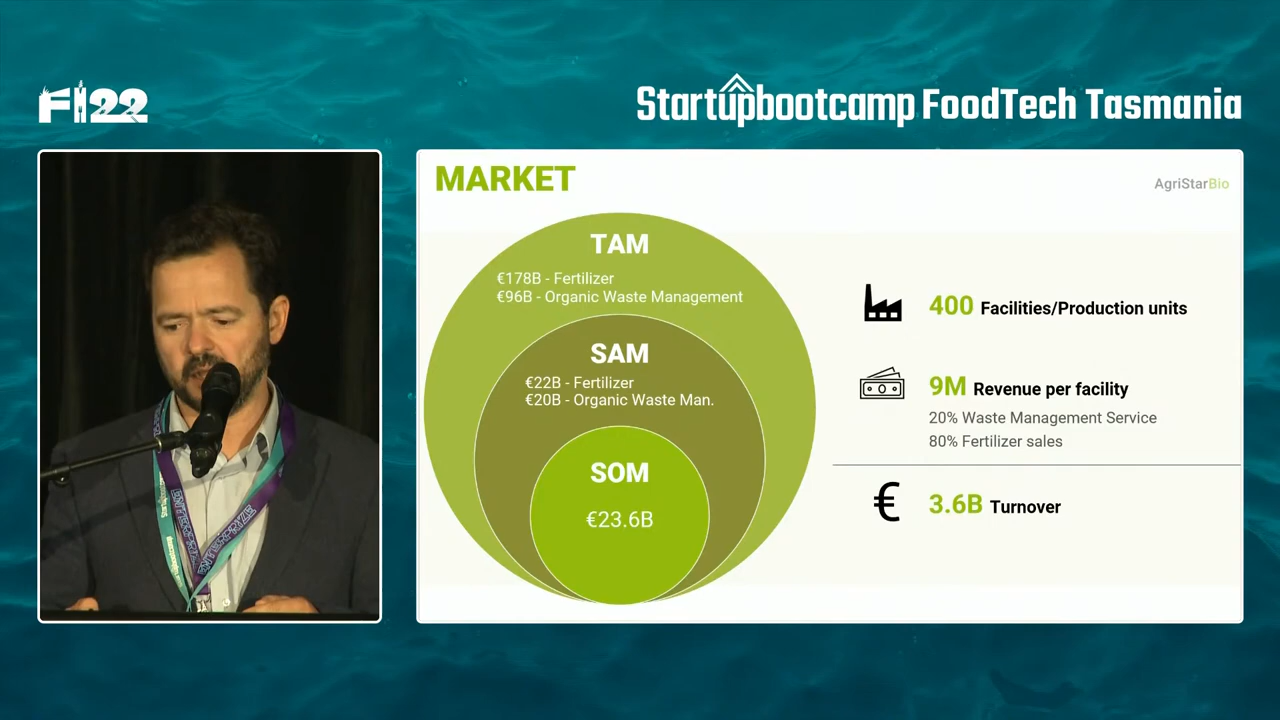 FI22
Startupbootcamp FoodTech Tasmania
MARKET
AgriStarBio
TAM
€178B - Fertilizer
€96B - Organic Waste Management
SAM
€22B - Fertilizer
€20B - Organic Waste Man.
SOM
€23.6B
400 Facilities/Production units
9M Revenue per facility
20% Waste Management Service
80% Fertilizer sales
€ 3.6B Turnover